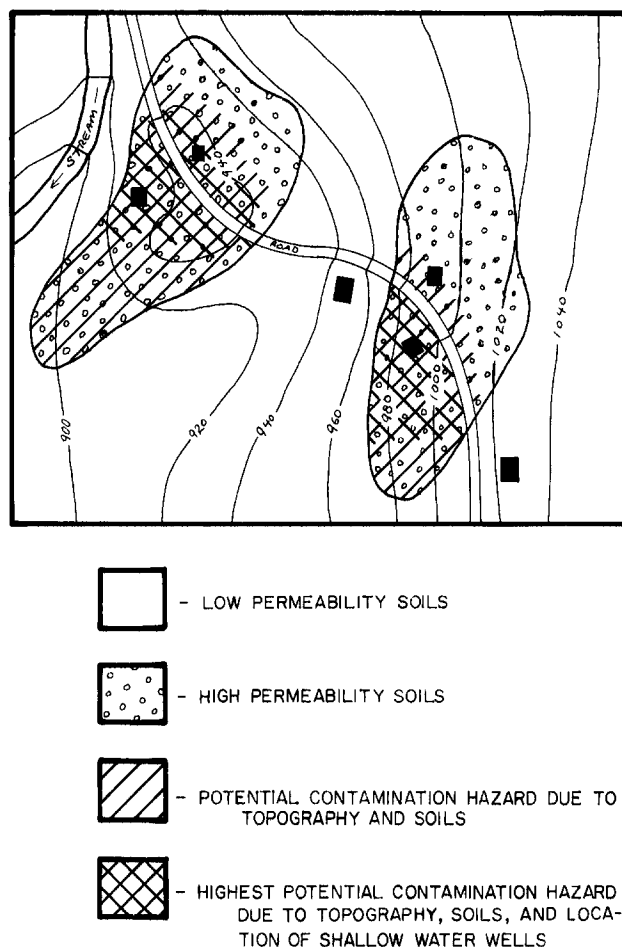 STREAM
940
ROAD
900
920
940
960
980
1000
1020
1040
- LOW PERMEABILITY SOILS
- HIGH PERMEABILITY SOILS
- POTENTIAL CONTAMINATION HAZARD DUE TO
TOPOGRAPHY AND SOILS
- HIGHEST POTENTIAL CONTAMINATION HAZARD
DUE TO TOPOGRAPHY, SOILS, AND LOCA-
TION OF SHALLOW WATER WELLS